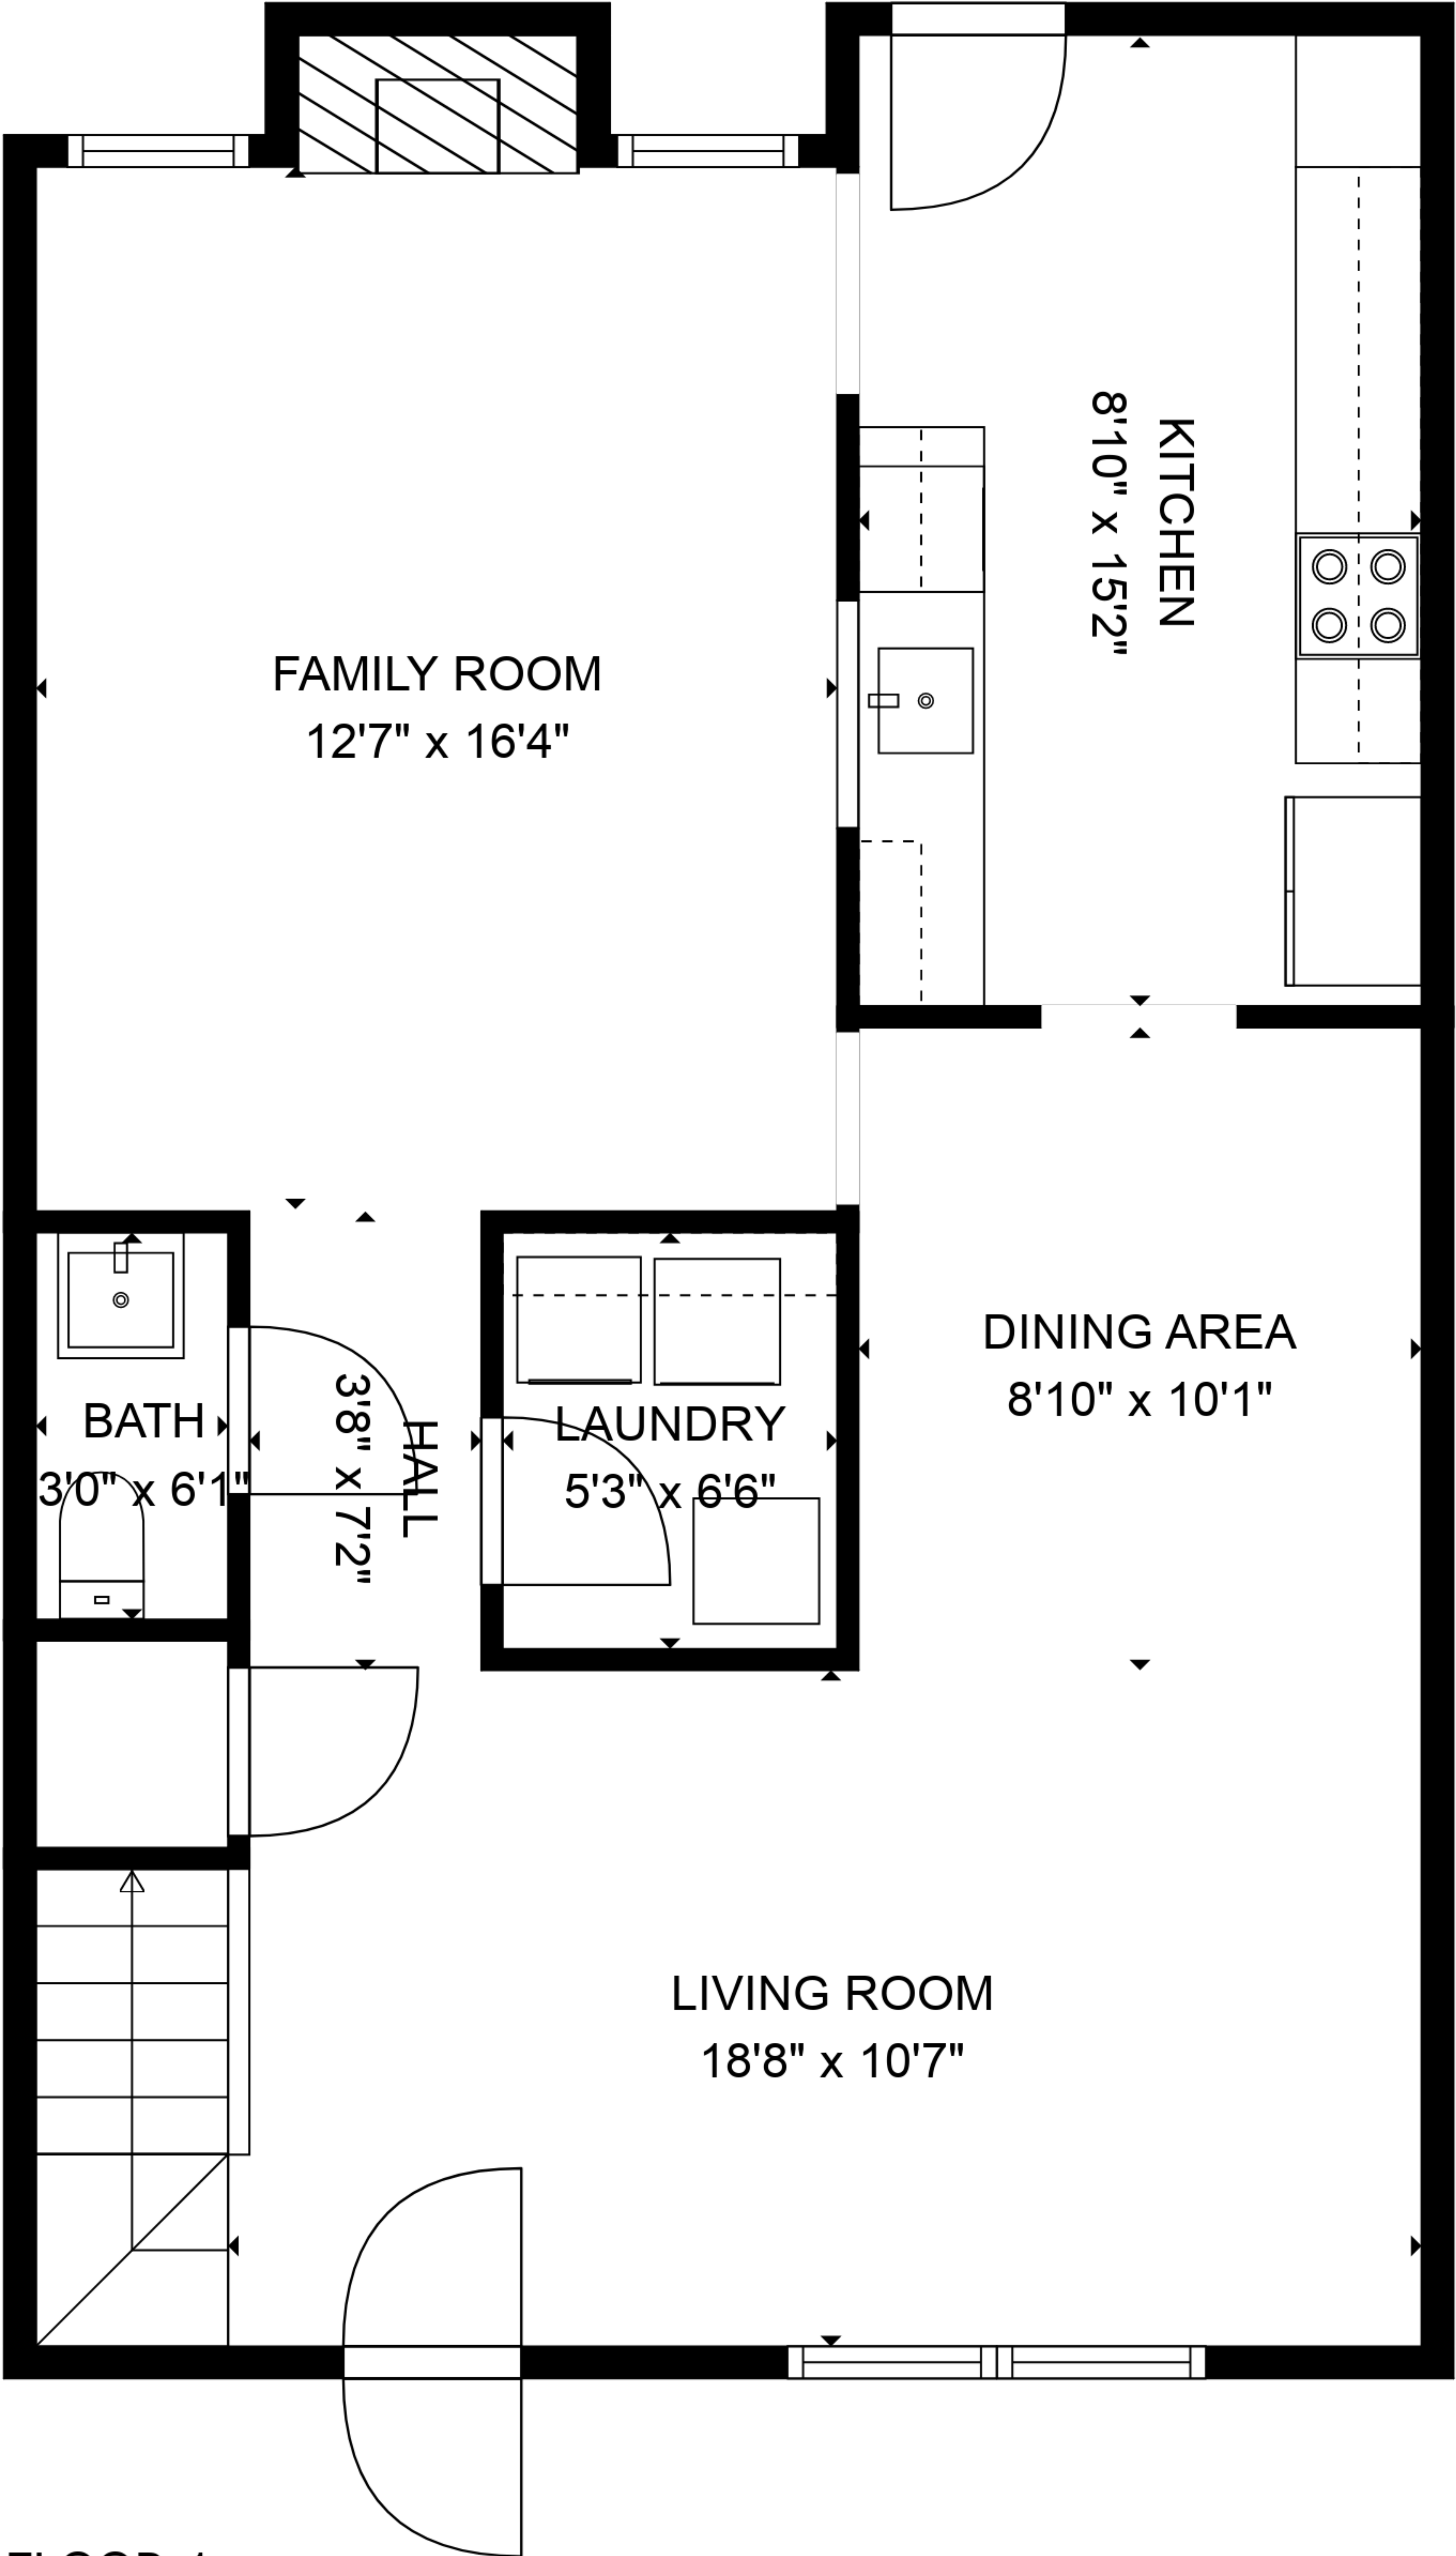 KITCHEN
8'10" x 15'2"
FAMILY ROOM
12'7" x 16'4"
DINING AREA
8'10" x 10'1"
BATH
3'0" x 6'1"
HALL
3'8" x 7'2"
LAUNDRY
5'3" x 6'6"
LIVING ROOM
18'8" x 10'7"